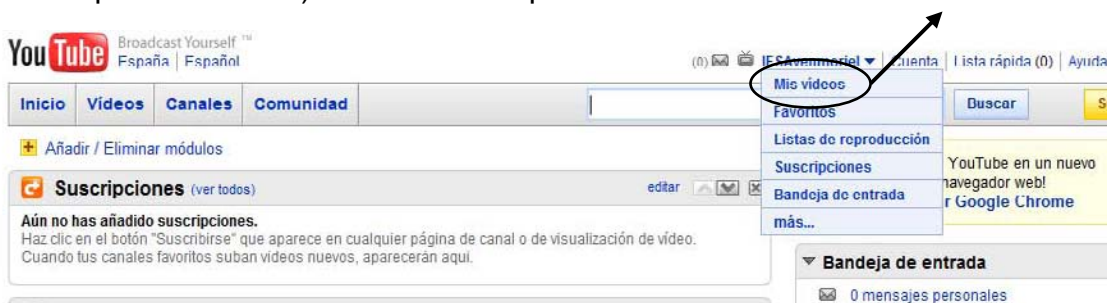 You Tube Broadcast Yourself ™
España | Español
(0) IESAvenmoriel ▼ | Cuenta | Lista rápida (0) | Ayuda
Inicio Vídeos Canales Comunidad Buscar
Mis vídeos
Favoritos
Listas de reproducción
Suscripciones
Bandeja de entrada
más...
Añadir / Eliminar módulos
YouTube en un nuevo
navegador web!
r Google Chrome
Suscripciones (ver todos) editar
Aún no has añadido suscripciones.
Haz clic en el botón "Suscribirse" que aparece en cualquier página de canal o de visualización de vídeo.
Cuando tus canales favoritos suban vídeos nuevos, aparecerán aquí.
Bandeja de entrada
0 mensajes personales